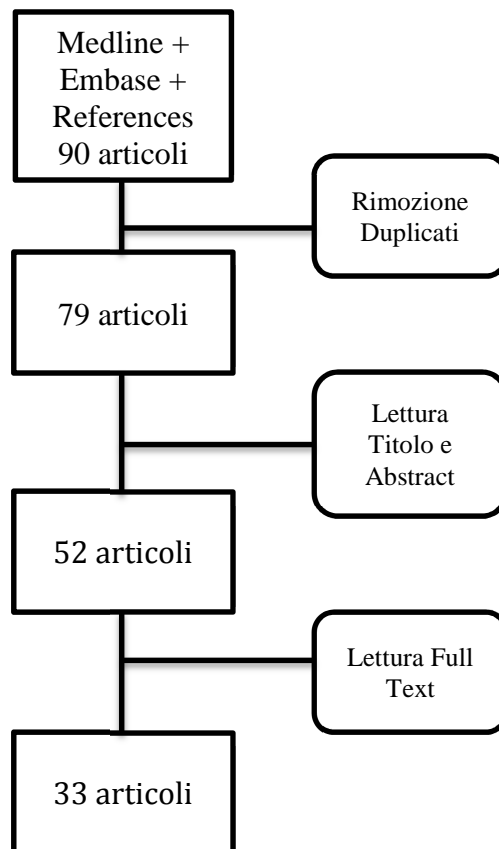 Medline +
Embase +
References
90 articoli
Rimozione
Duplicati
79 articoli
Lettura
Titolo e
Abstract
52 articoli
Lettura Full
Text
33 articoli